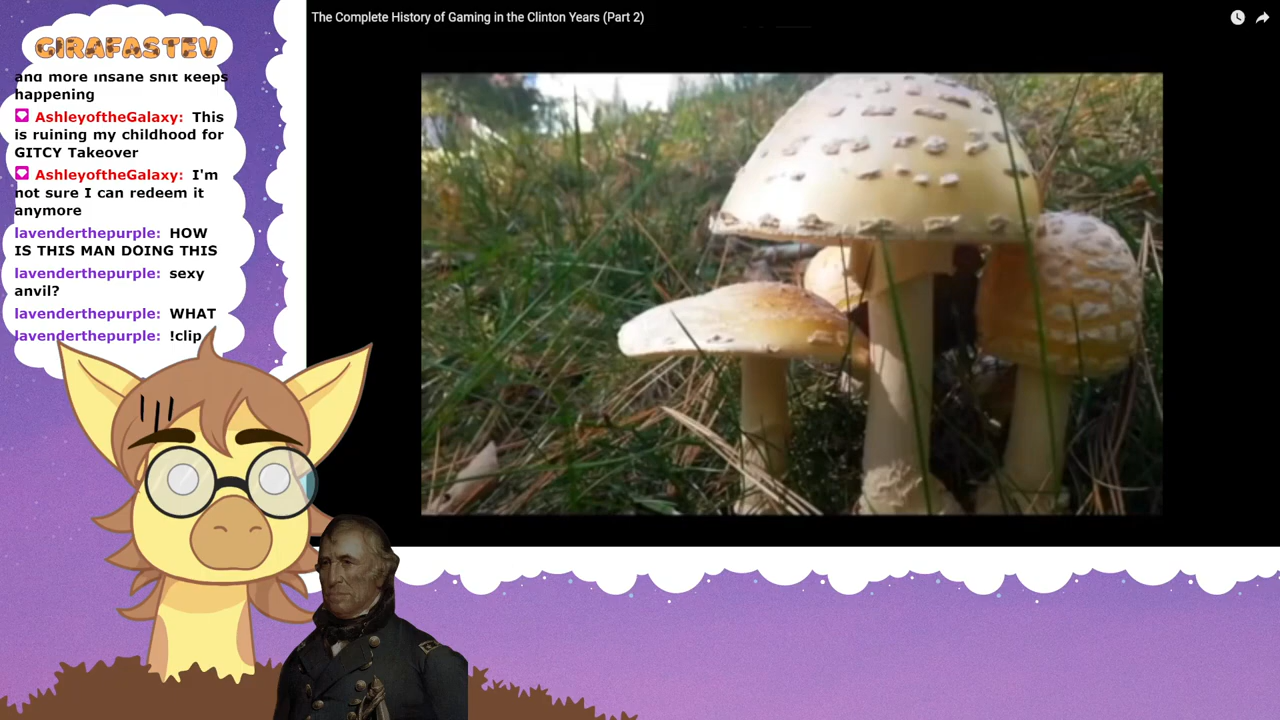 The Complete History of Gaming in the Clinton Years (Part 2)
GIRAFASTEV
and more insane shit keeps
happening
AshleyoftheGalaxy: This
is ruining my childhood for
GITCY Takeover
AshleyoftheGalaxy: I'm
not sure I can redeem it
anymore
lavenderthepurple: HOW
IS THIS MAN DOING THIS
lavenderthepurple: sexy
anvil?
lavenderthepurple: WHAT
lavenderthepurple: !clip